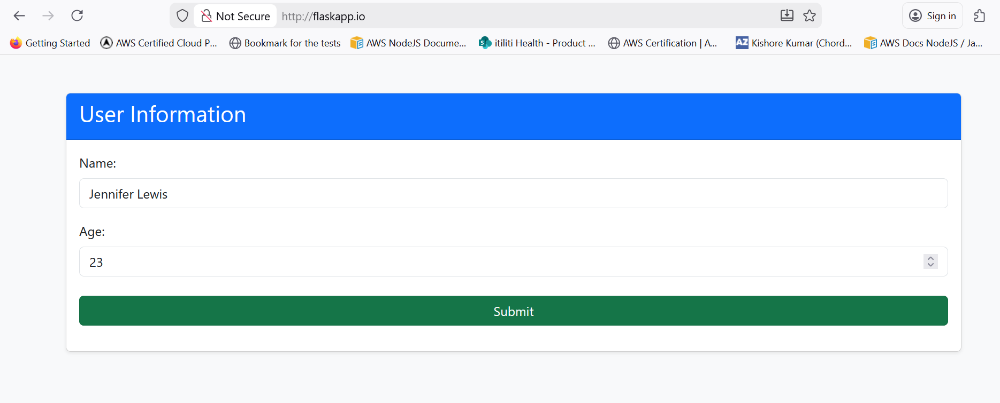 Not Secure http://flaskapp.io Sign in
Getting Started AWS Certified Cloud P... Bookmark for the tests AWS NodeJS Docume... itiliti Health - Product ... AWS Certification | A... AZ Kishore Kumar (Chord... AWS Docs NodeJS / Ja...
User Information
Name:
Jennifer Lewis
Age:
23
Submit